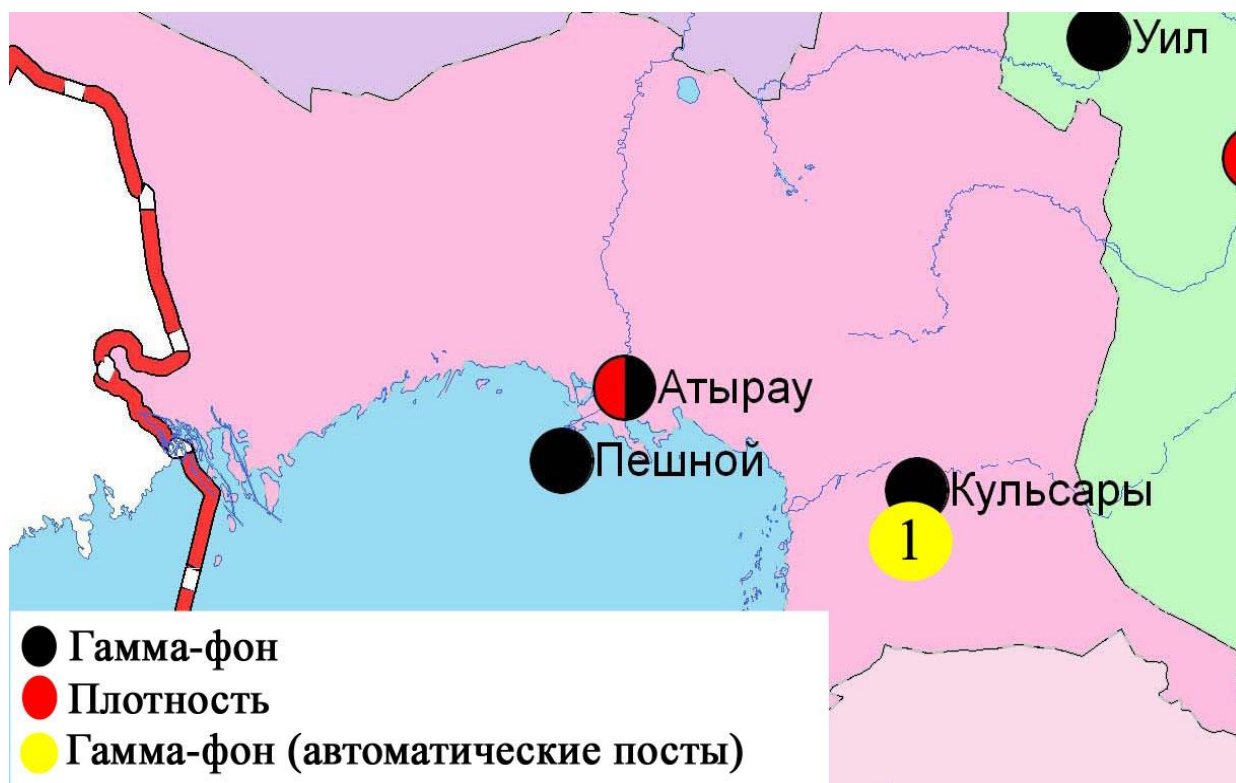 Уил
Атырау
Пешной
Кульсары
1
Гамма-фон
Плотность
Гамма-фон (автоматические посты)